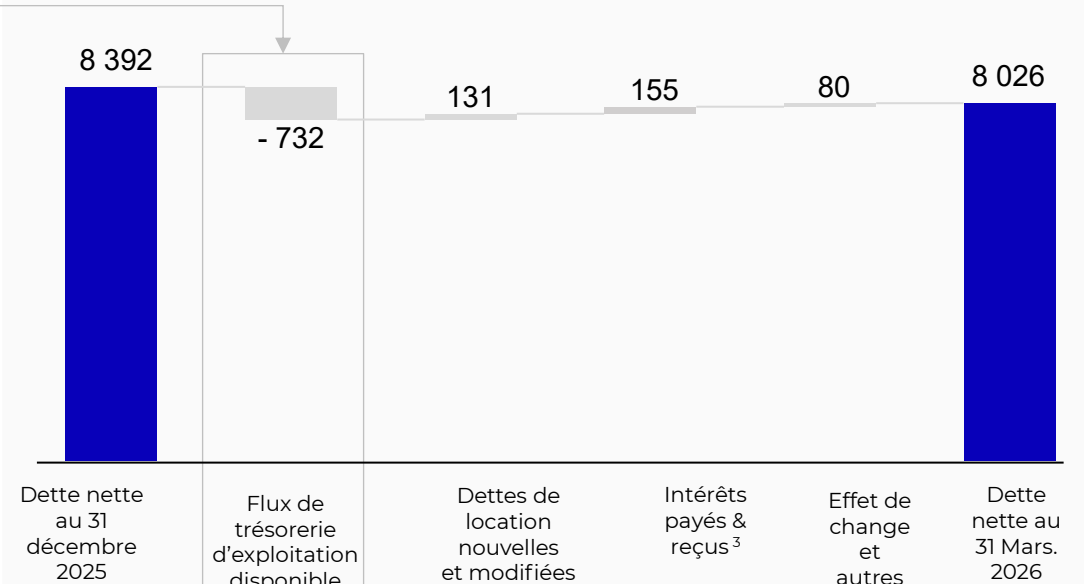 8 392
- 732
131
155
80
8 026
Dette nette
au 31
décembre
2025
Flux de
trésorerie
d’exploitation
disponible
Dettes de
location
nouvelles
et modifiées
Intérêts
payés &
reçus 3
Effet de
change
et
autres
Dette
nette au
31 Mars.
2026